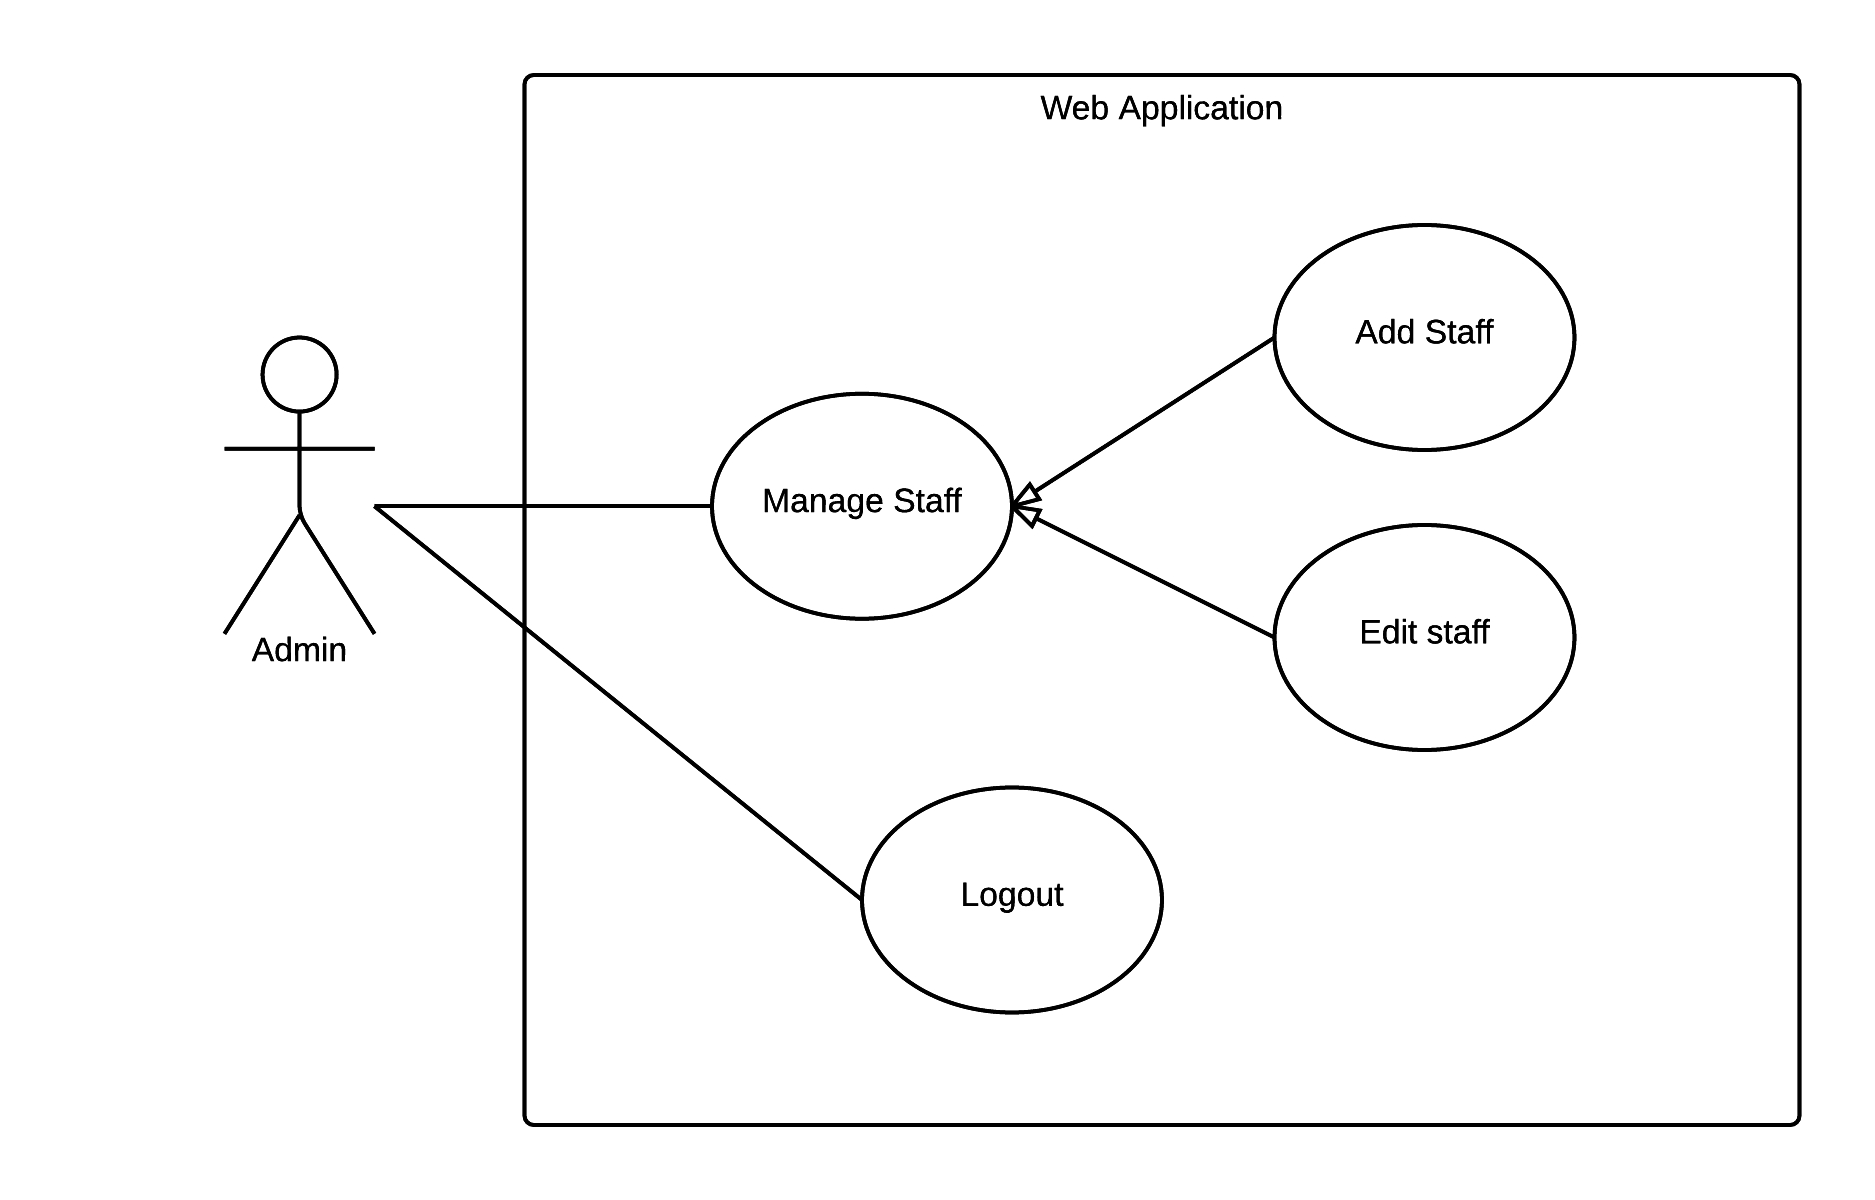 Web Application
Add Staff
Manage Staff
Edit staff
Admin
Logout